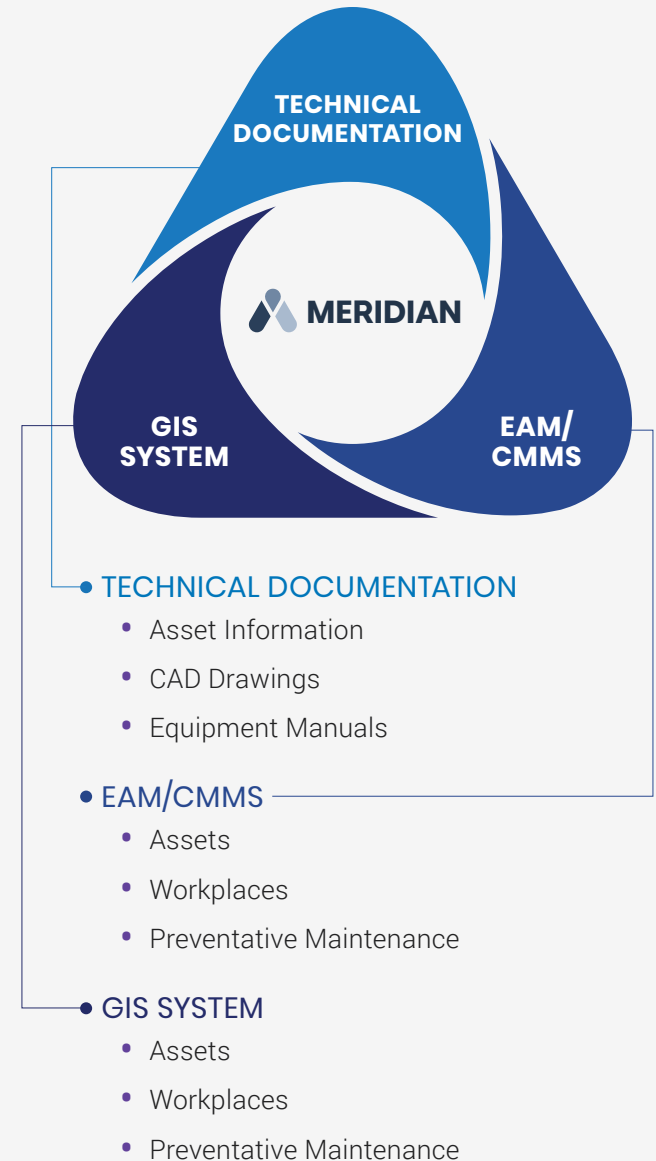 TECHNICAL
DOCUMENTATION
MERIDIAN
GIS
SYSTEM
EAM/
CMMS
TECHNICAL DOCUMENTATION
Asset Information
CAD Drawings
Equipment Manuals
EAM/CMMS
Assets
Workplaces
Preventative Maintenance
GIS SYSTEM
Assets
Workplaces
Preventative Maintenance